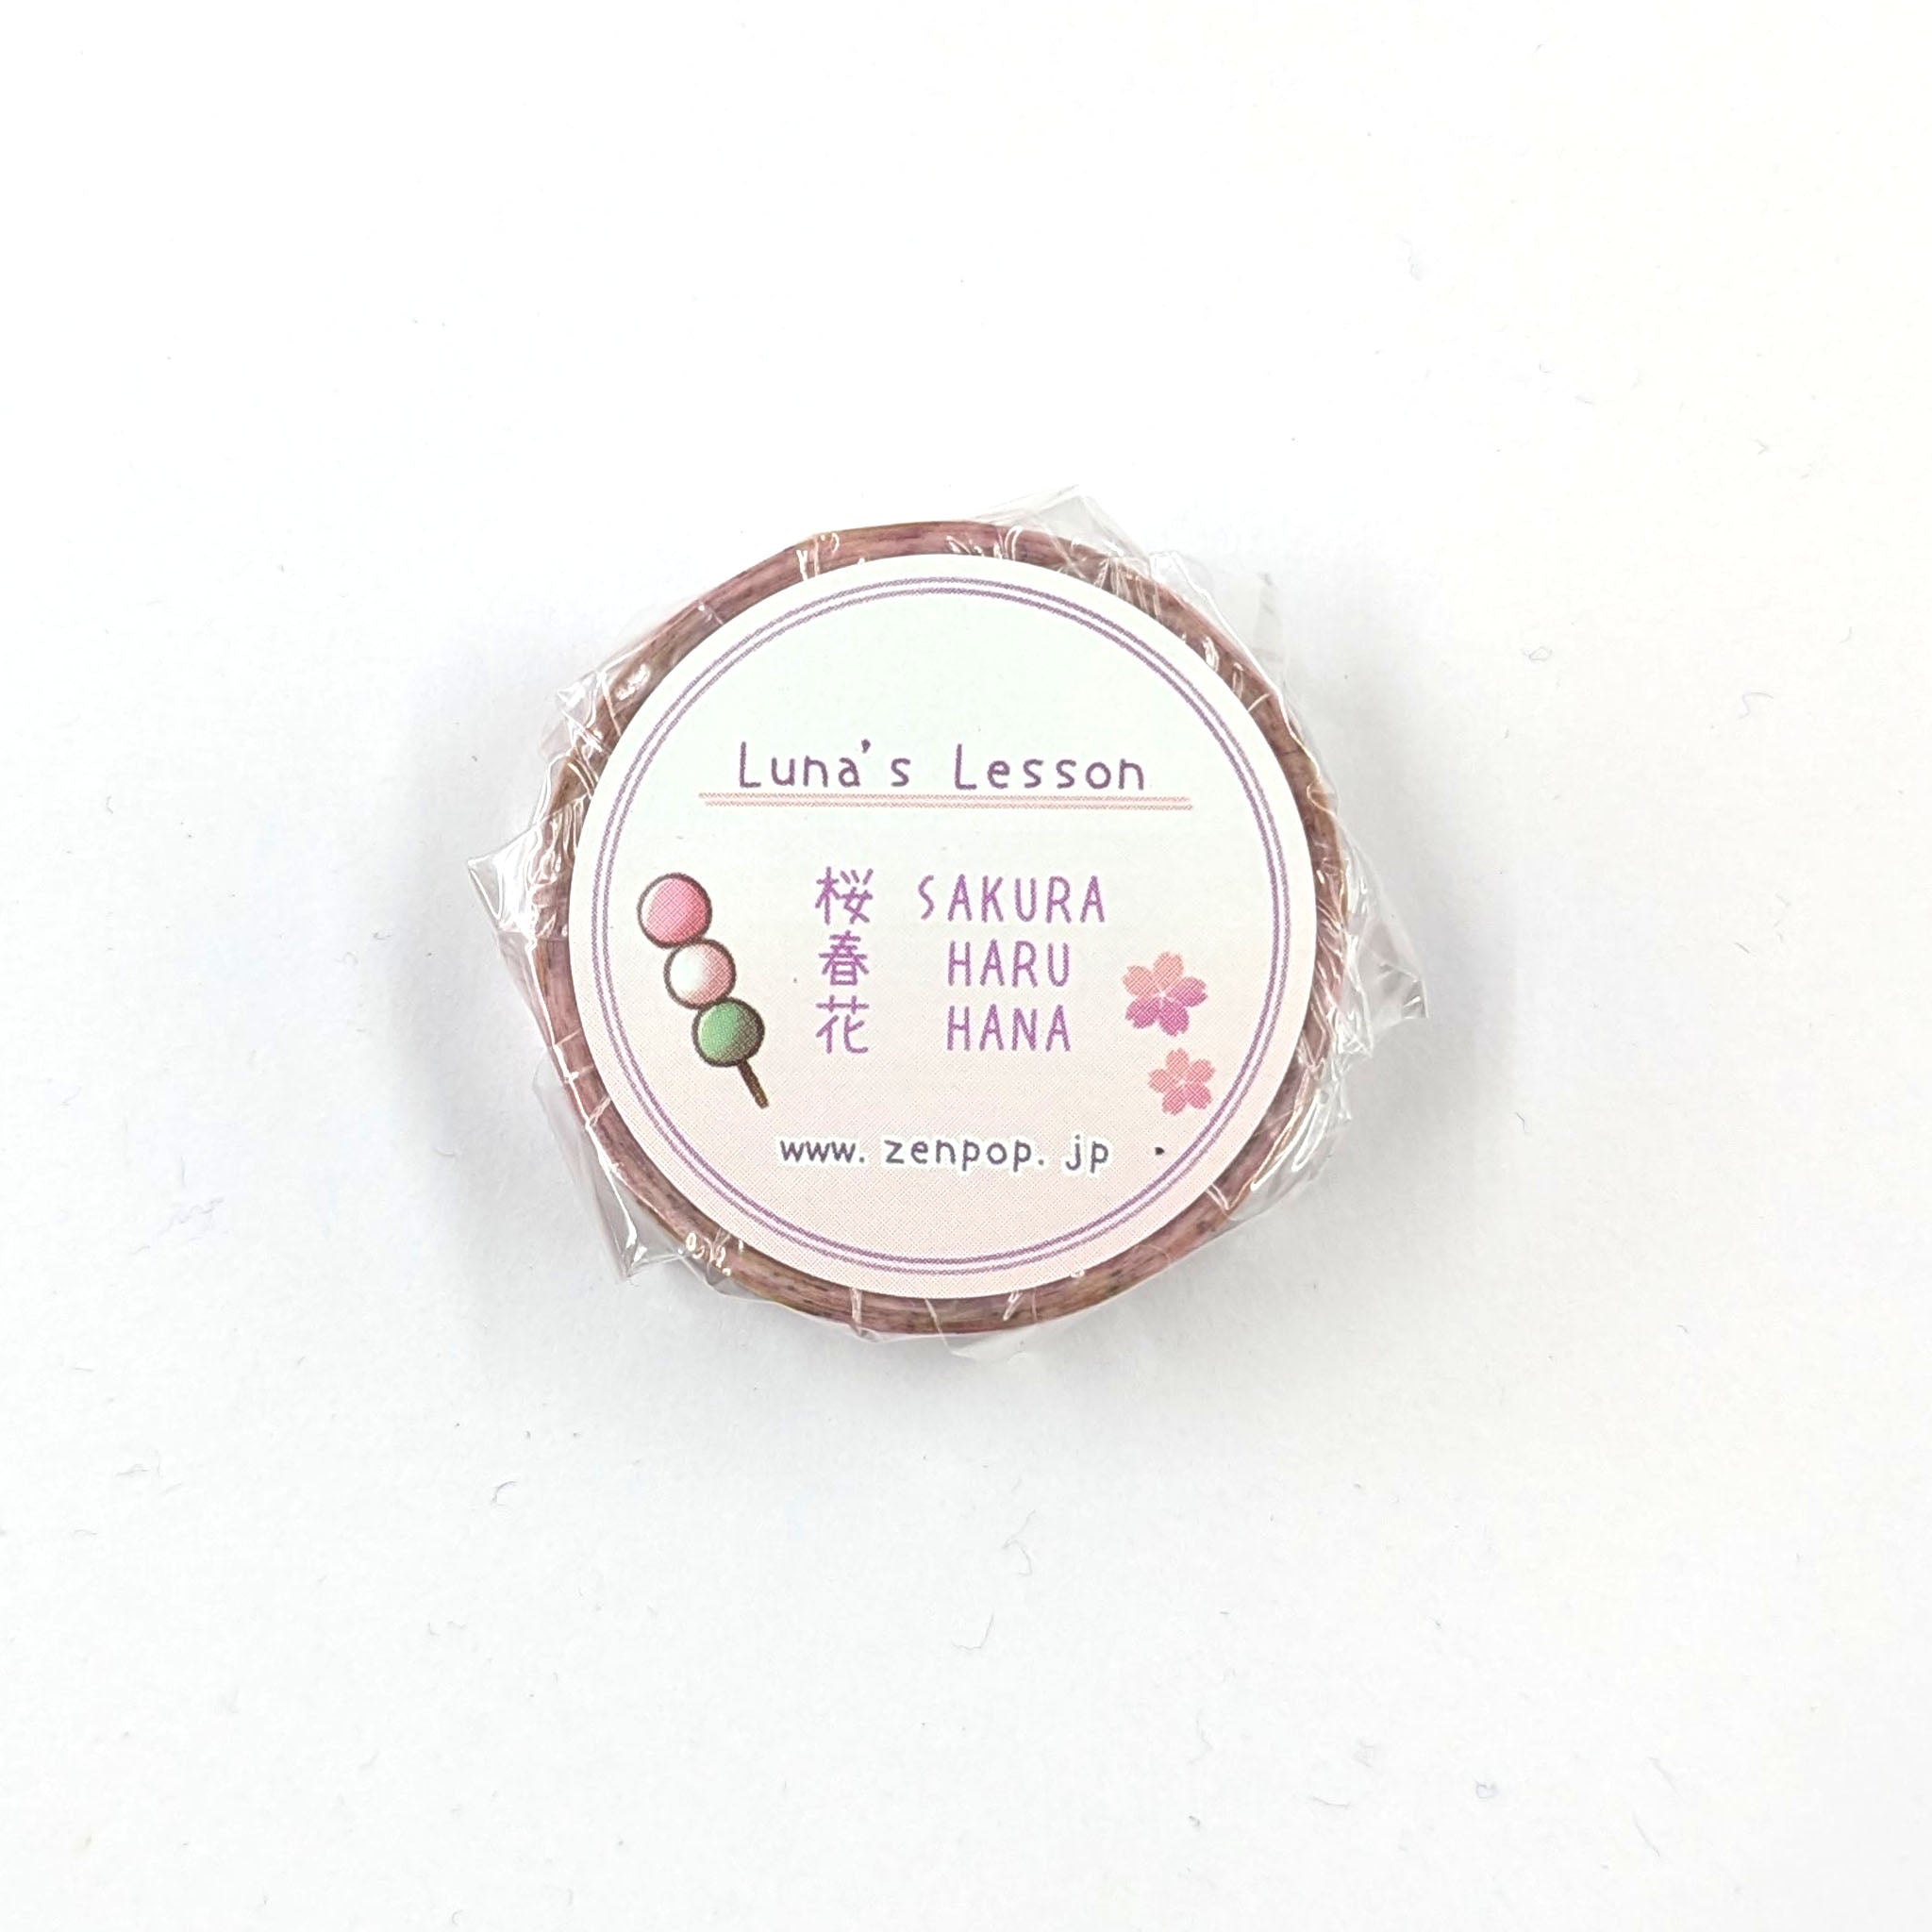 Luna's Lesson
桜 SAKURA
春 HARU
花 HANA
www.zenpop.jp